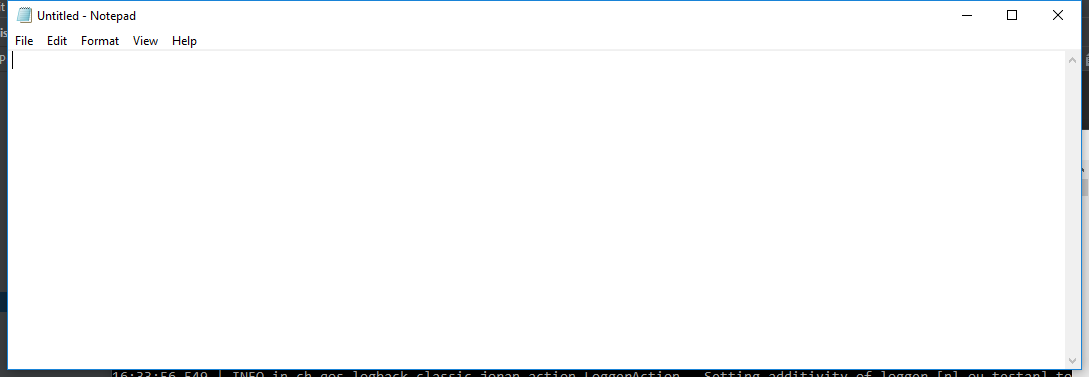 Untitled - Notepad
File Edit Format View Help
16:33:56,549 | INFO in ch.qos.logback.classic.joran.action.LoggerAction - Setting additivity of logger [pl.eu.testan] to